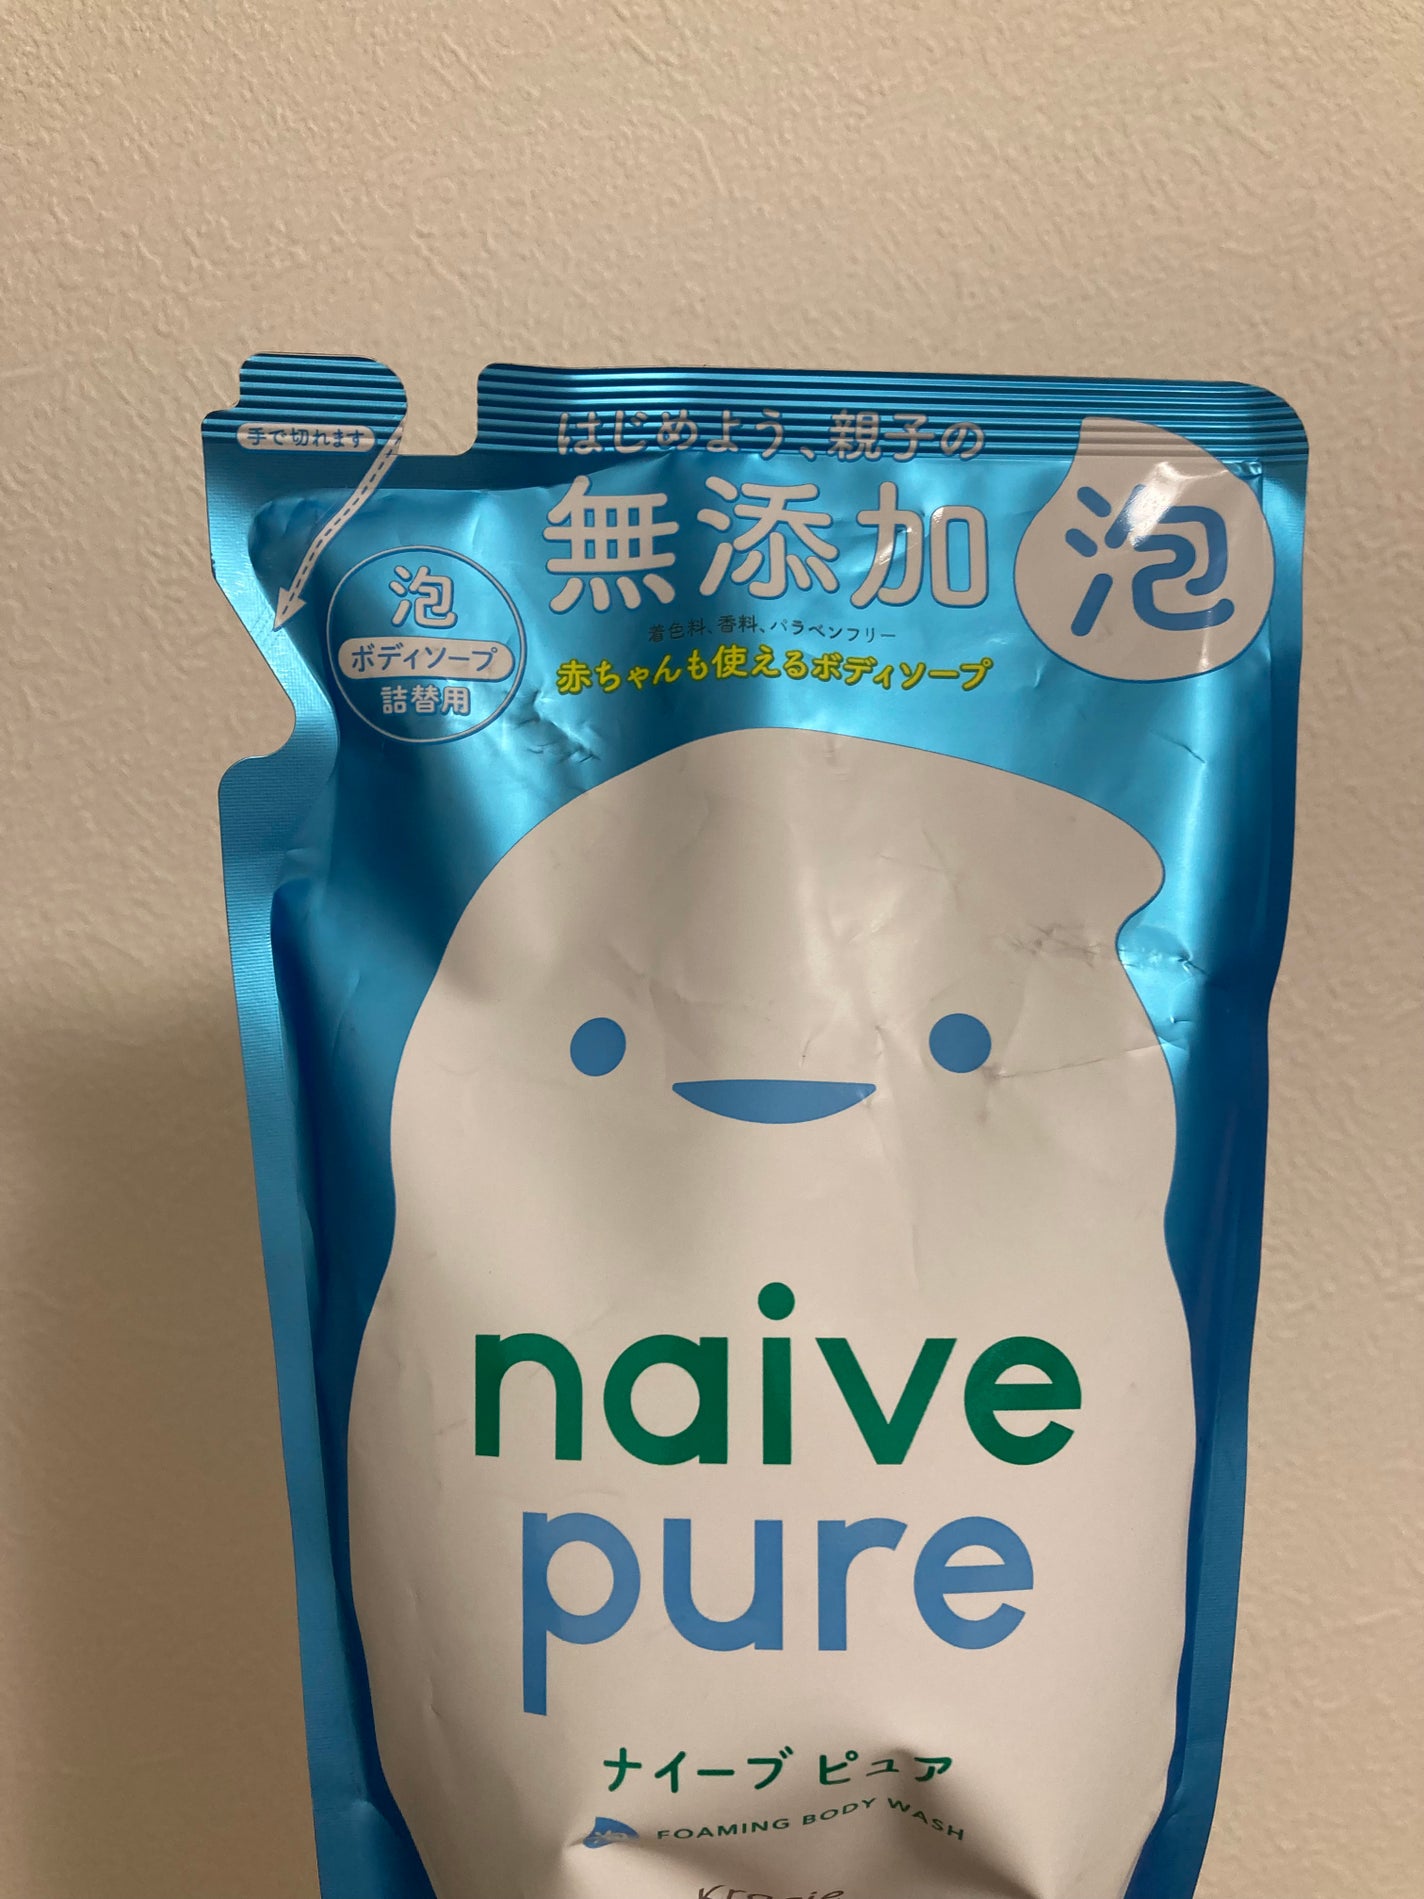 手で切れます
はじめよう、親子の
無添加
泡
着色料、香料、パラベンフリー
赤ちゃんも使えるボディソープ
泡
ボディソープ
詰替用
naive
pure
ナイーブ ピュア
FOAMING BODY WASH